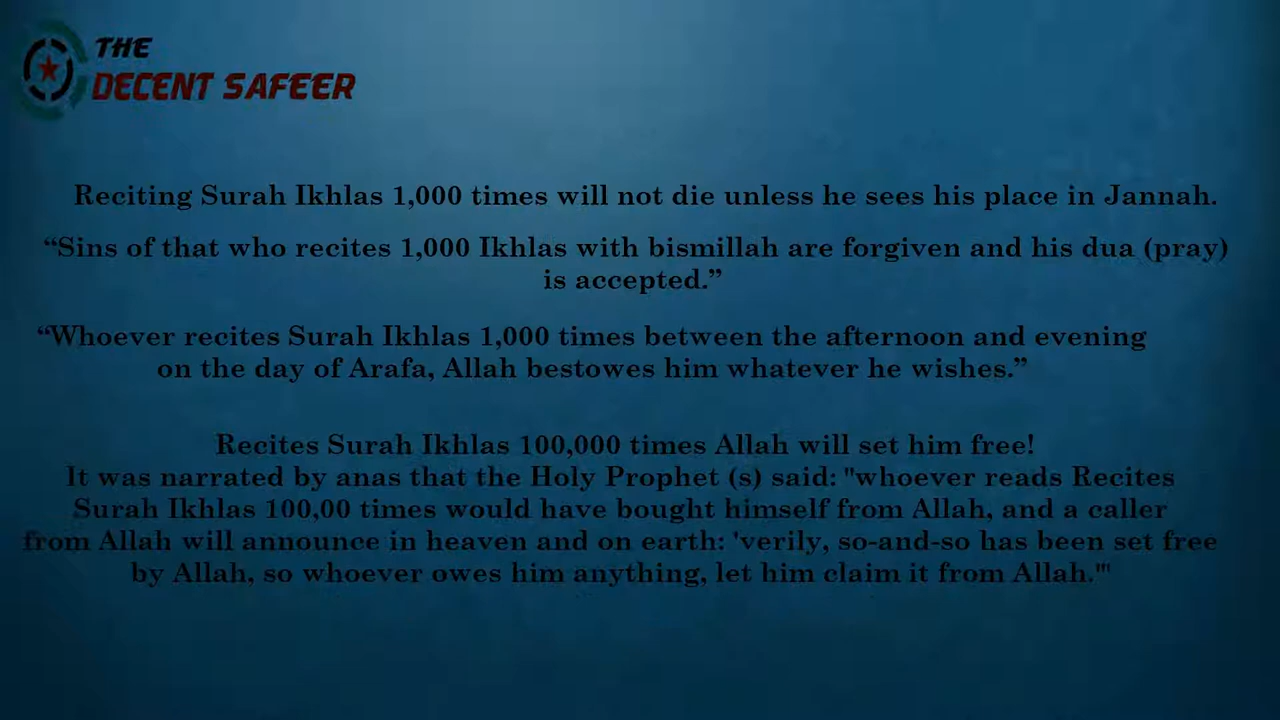 THE
DECENT SAFEER
Reciting Surah Ikhlas 1,000 times will not die unless he sees his place in Jannah.
“Sins of that who recites 1,000 Ikhlas with bismillah are forgiven and his dua (pray)
is accepted.”
“Whoever recites Surah Ikhlas 1,000 times between the afternoon and evening
on the day of Arafa, Allah bestowes him whatever he wishes.”
Recites Surah Ikhlas 100,000 times Allah will set him free!
It was narrated by anas that the Holy Prophet (s) said: "whoever reads Recites
Surah Ikhlas 100,00 times would have bought himself from Allah, and a caller
from Allah will announce in heaven and on earth: 'verily, so-and-so has been set free
by Allah, so whoever owes him anything, let him claim it from Allah.'"